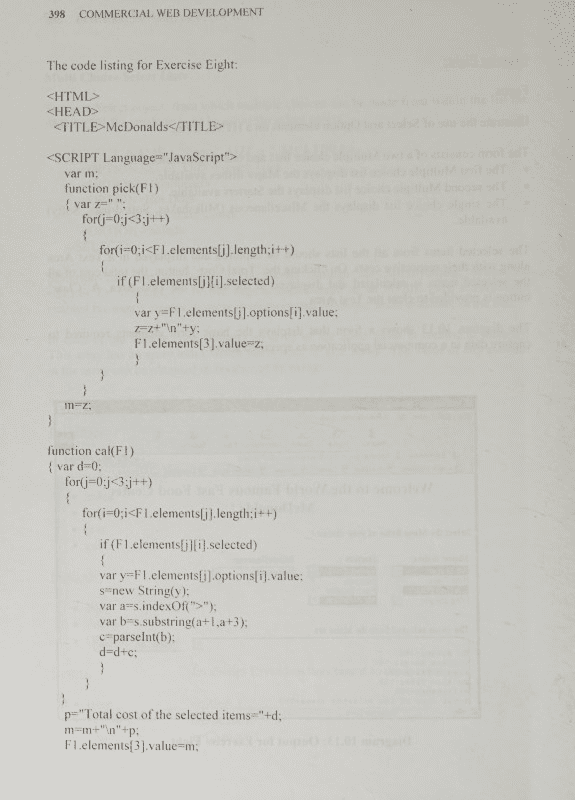 398 COMMERCIAL WEB DEVELOPMENT
The code listing for Exercise Eight:
<HTML>
<HEAD>
<TITLE>McDonalds</TITLE>
<SCRIPT Language="JavaScript">
var m;
function pick(F1)
{ var z=" ";
for(j=0;j<3;j++)
{
for(i=0;i<F1.elements[j].length;i++)
{
if (F1.elements[j][i].selected)
{
var y=F1.elements[j].options[i].value;
z=z+"\n"+y;
F1.elements[3].value=z;
}
}
}
m=z;
}
function cal(F1)
{ var d=0;
for(j=0;j<3;j++)
{
for(i=0;i<F1.elements[j].length;i++)
{
if (F1.elements[j][i].selected)
{
var y=F1.elements[j].options[i].value;
s=new String(y);
var a=s.indexOf(">");
var b=s.substring(a+1,a+3);
c=parseInt(b);
d=d+c;
}
}
}
p="Total cost of the selected items="+d;
m=m+"\n"+p;
F1.elements[3].value=m;